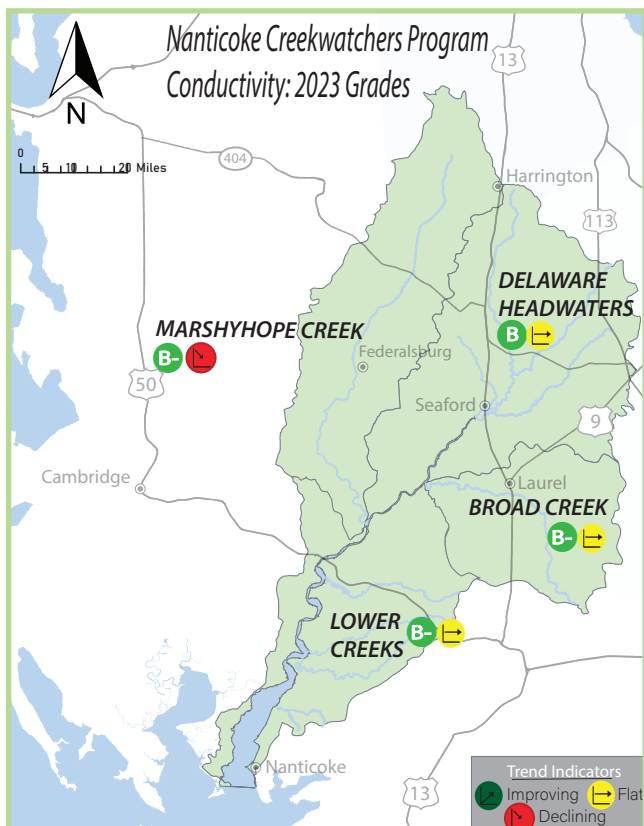 Nanticoke Creekwatchers Program
Conductivity: 2023 Grades
N
0
5 10 20 Miles
13
404
Harrington
113
DELAWARE
HEADWATERS
B
MARSHYHOPE CREEK
B-
Federalsburg
50
Seaford
9
Cambridge
Laurel
BROAD CREEK
B-
LOWER
CREEKS
B-
Nanticoke
13
Trend Indicators
Improving Flat
Declining